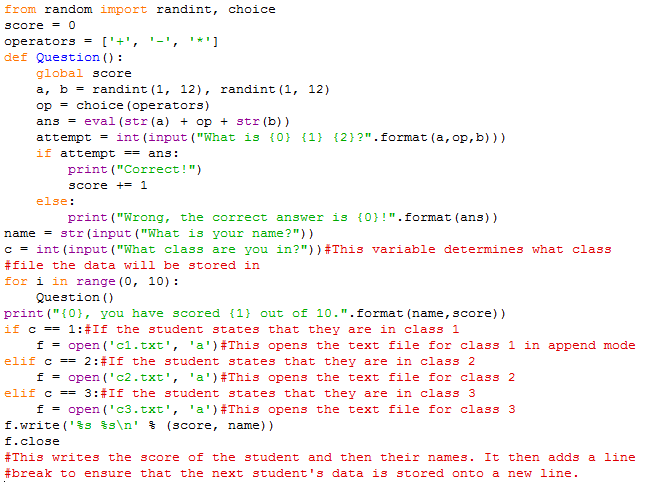 from random import randint, choice
score = 0
operators = ['+', '-', '*']
def Question():
    global score
    a, b = randint(1, 12), randint(1, 12)
    op = choice(operators)
    ans = eval(str(a) + op + str(b))
    attempt = int(input("What is {0} {1} {2}?".format(a,op,b)))
    if attempt == ans:
        print("Correct!")
        score += 1
    else:
        print("Wrong, the correct answer is {0}!".format(ans))
name = str(input("What is your name?"))
c = int(input("What class are you in?"))#This variable determines what class
#file the data will be stored in
for i in range(0, 10):
    Question()
print("{0}, you have scored {1} out of 10.".format(name,score))
if c == 1:#If the student states that they are in class 1
    f = open('c1.txt', 'a')#This opens the text file for class 1 in append mode
elif c == 2:#If the student states that they are in class 2
    f = open('c2.txt', 'a')#This opens the text file for class 2
elif c == 3:#If the student states that they are in class 3
    f = open('c3.txt', 'a')#This opens the text file for class 3
f.write('%s %s\n' % (score, name))
f.close
#This writes the score of the student and then their names. It then adds a line
#break to ensure that the next student's data is stored onto a new line.